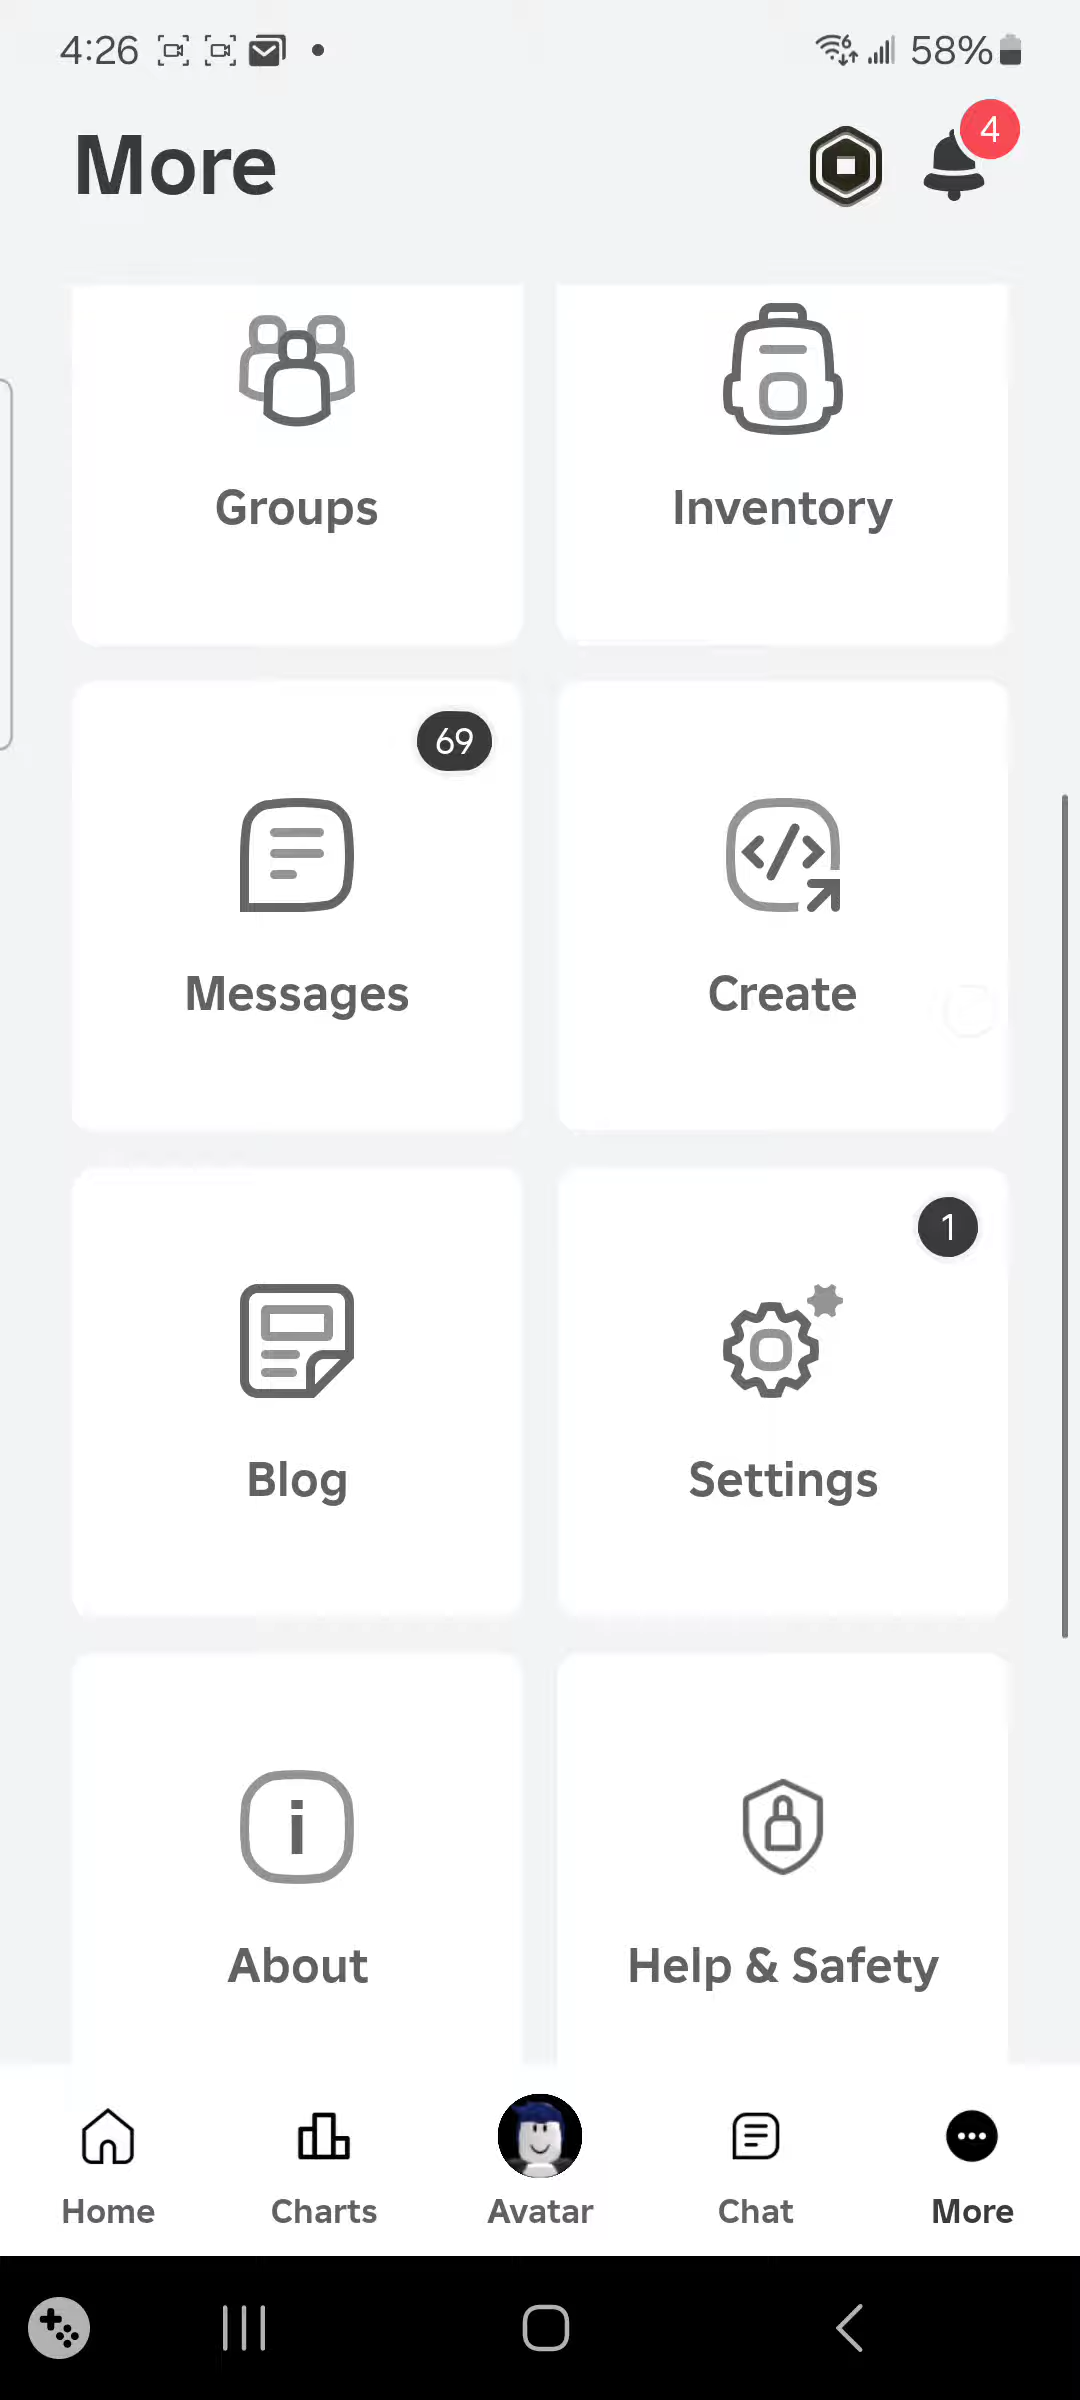 4:26 58%
More 4
Groups Inventory
69
Messages Create
1
Blog Settings
About Help & Safety
Home Charts Avatar Chat More